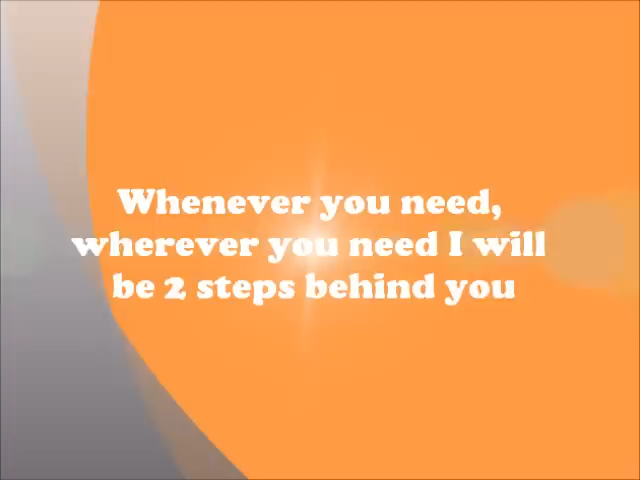 Whenever you need,
wherever you need I will
be 2 steps behind you